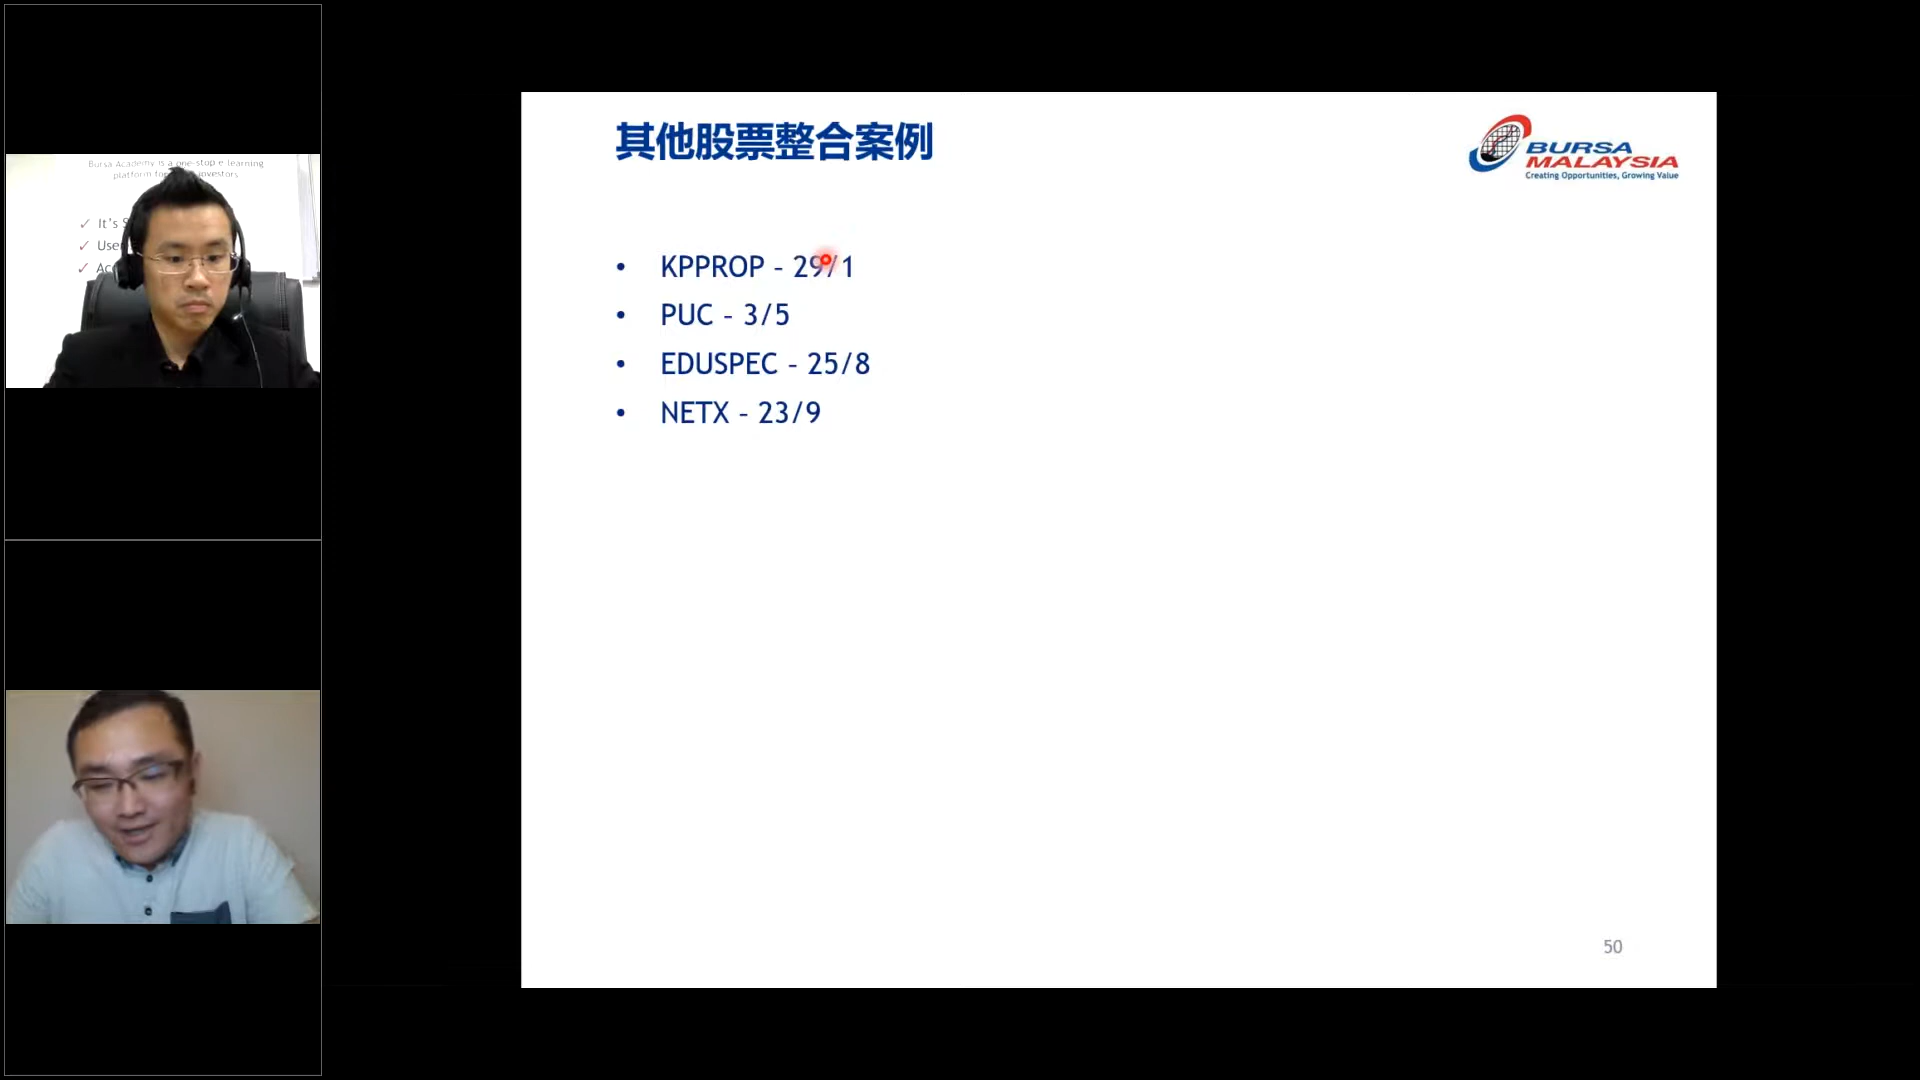 Bursa Academy is a one-stop e learning
platform for investors
✓ It's
✓ Use
✓ Ac
其他股票整合案例
BURSA
MALAYSIA
Creating Opportunities, Growing Value
• KPPROP - 29/1
• PUC - 3/5
• EDUSPEC - 25/8
• NETX - 23/9
50